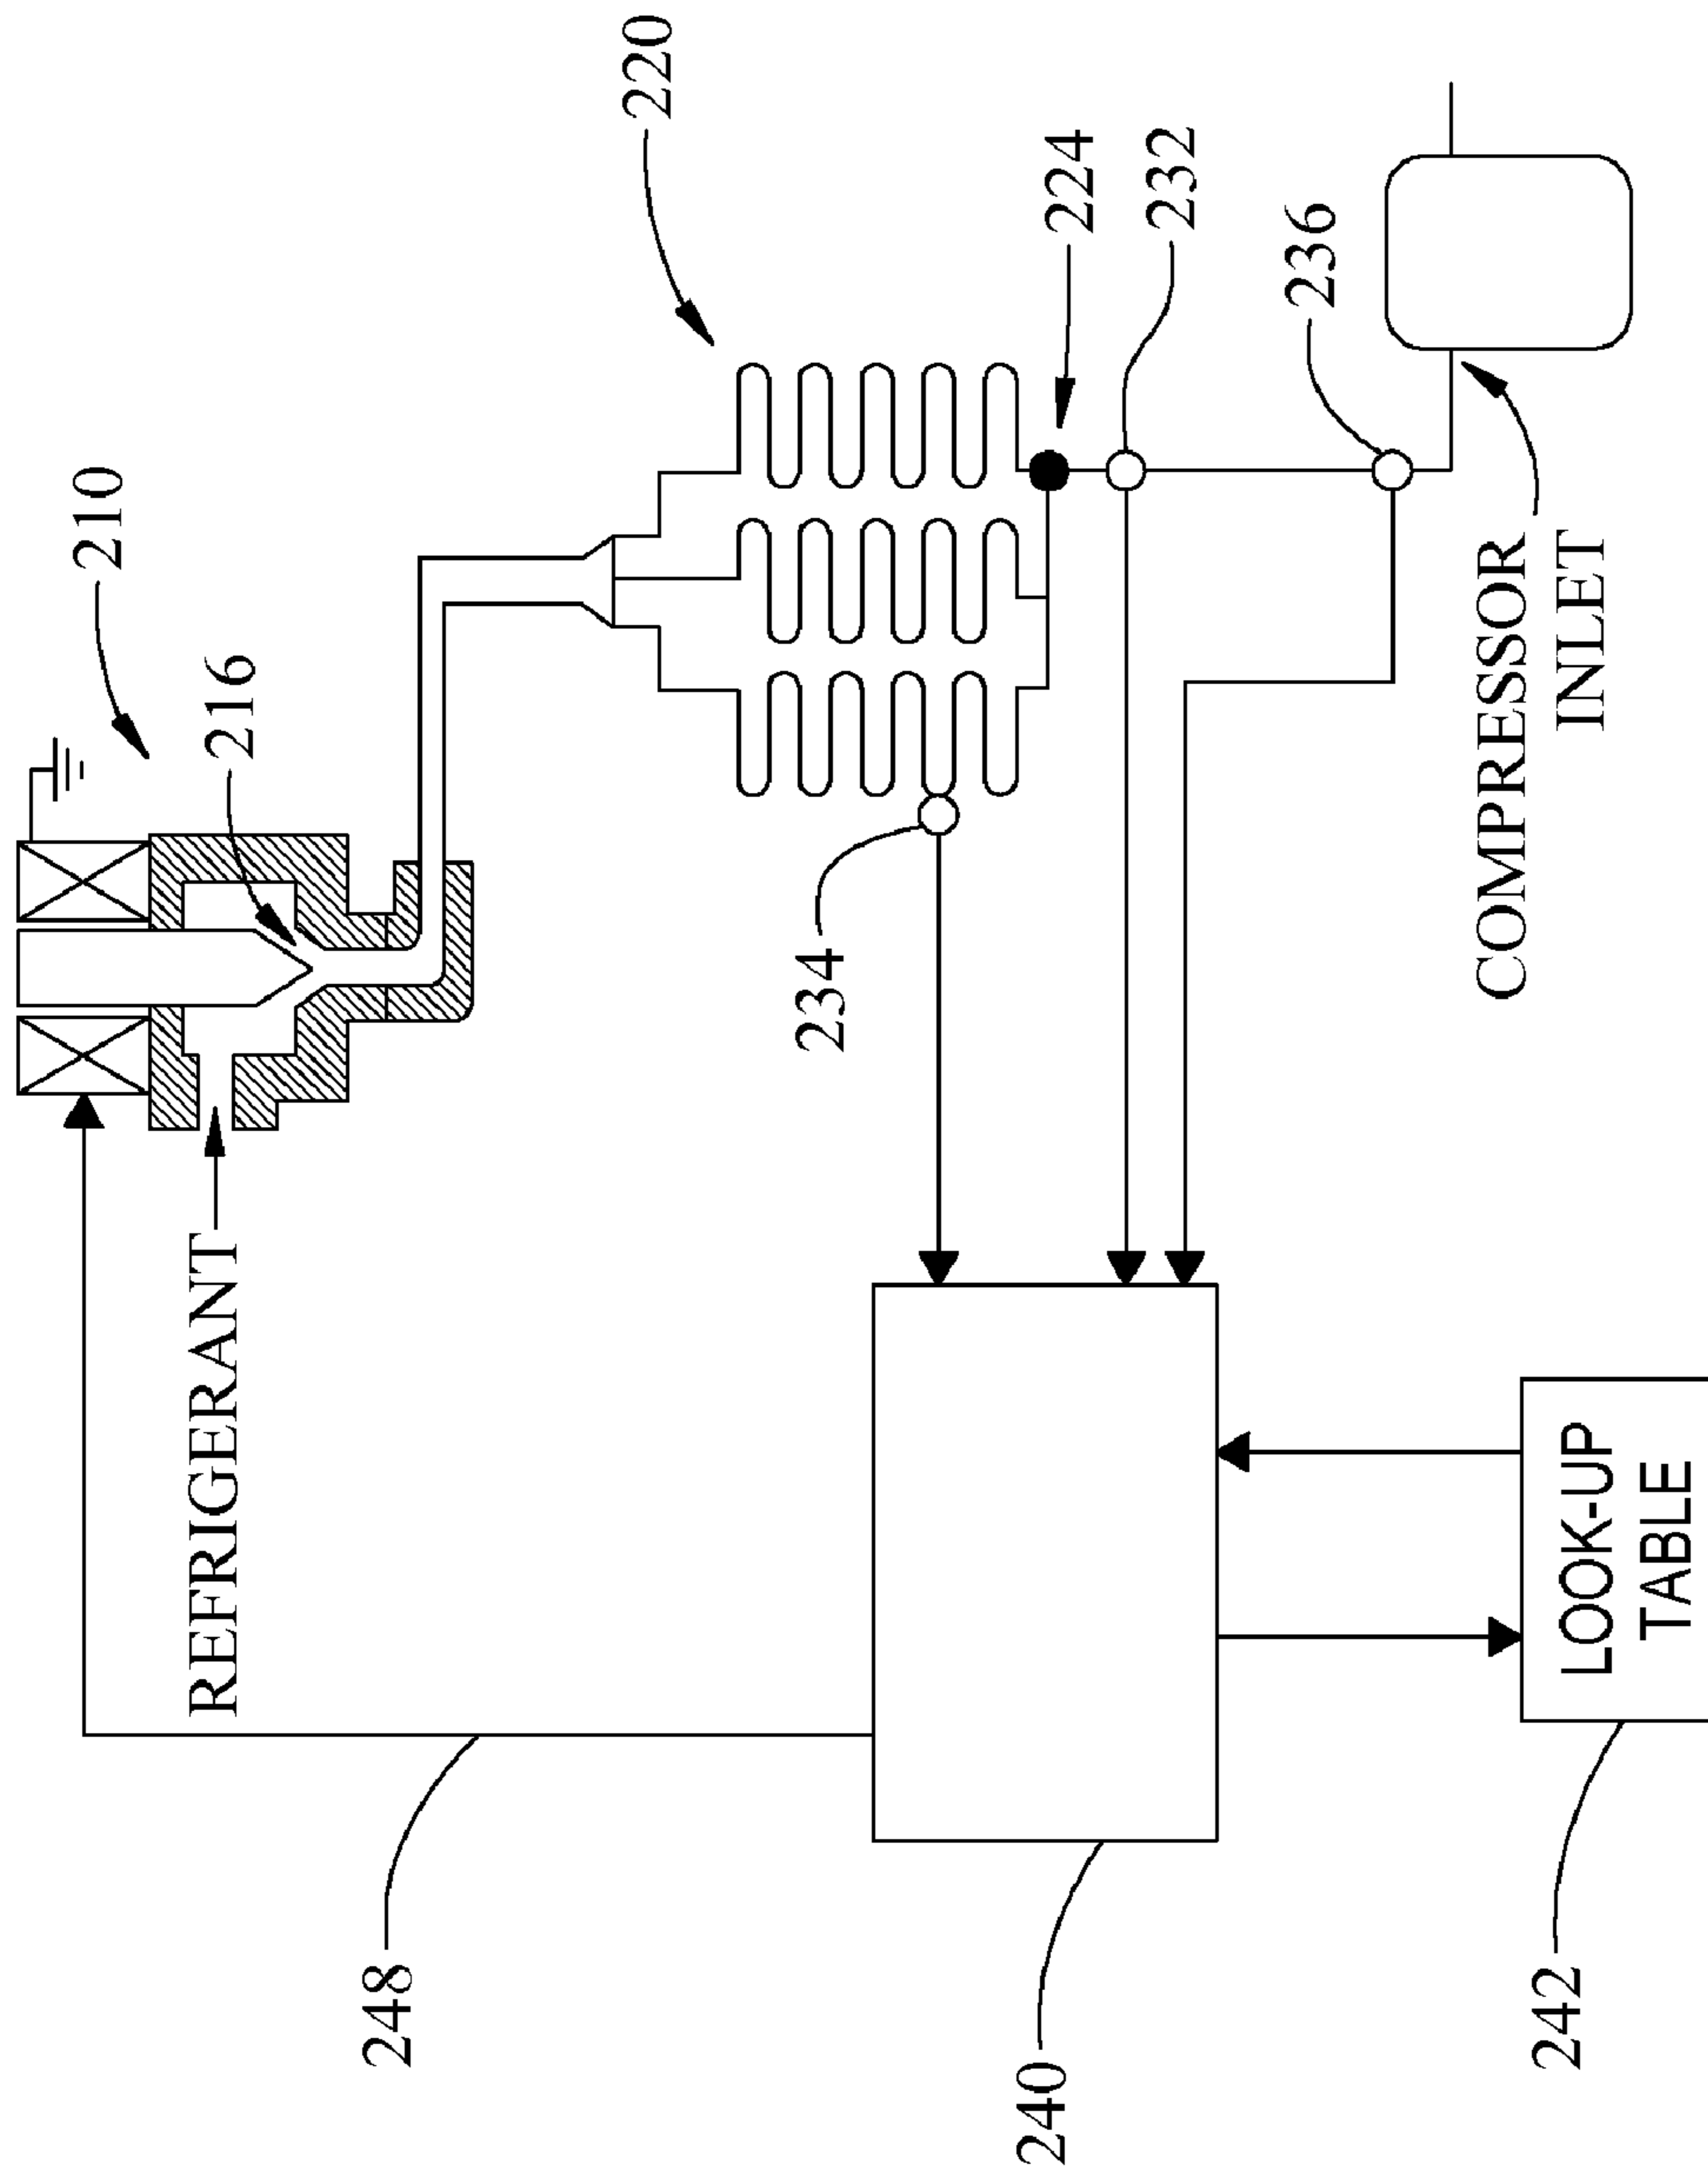 248
REFRIGERANT
216
210
240
234
220
224
232
236
242
LOOK-UP
TABLE
COMPRESSOR
INLET